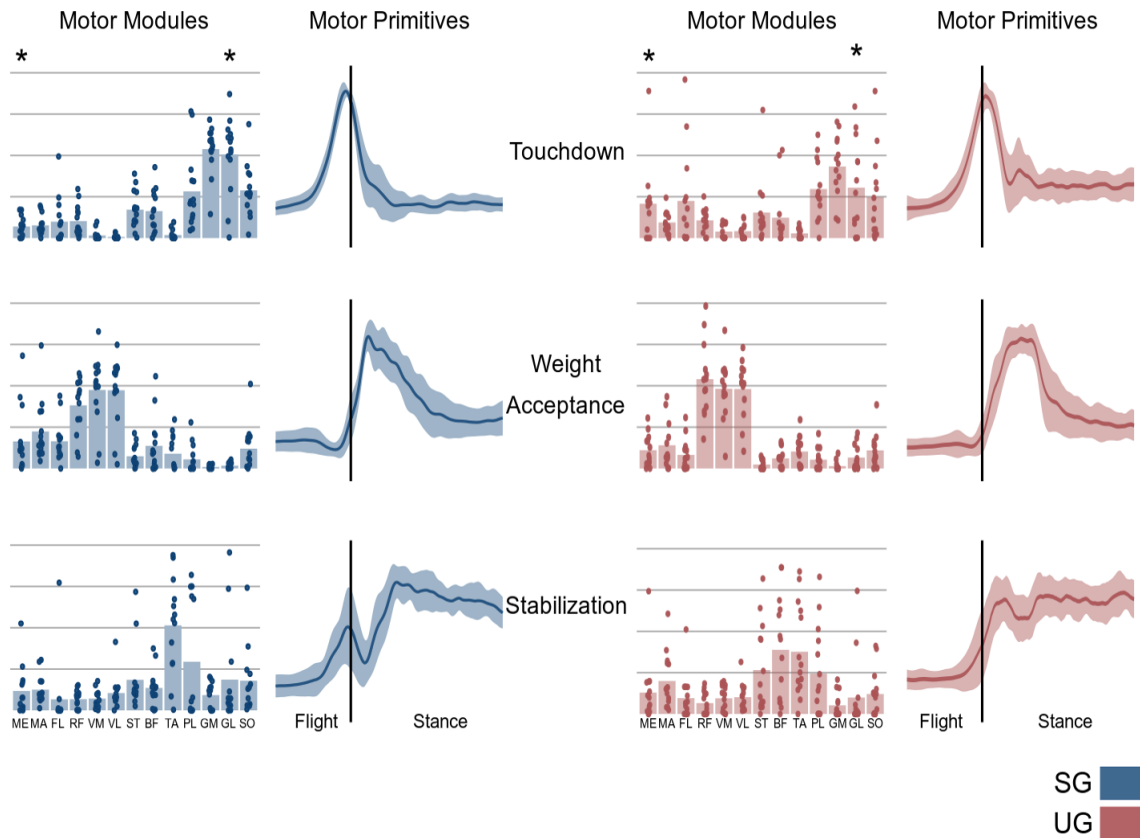 Motor Modules
Motor Primitives
Motor Modules
Motor Primitives
* *
* *
Touchdown
Weight
Acceptance
Stabilization
ME MA FL RF VM VL ST BF TA PL GM GL SO
Flight Stance
ME MA FL RF VM VL ST BF TA PL GM GL SO
Flight Stance
SG
UG